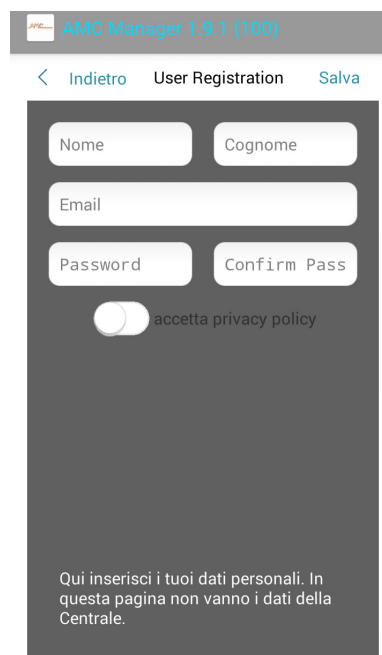 AMC Manager 1.9.1 (100)
Indietro User Registration Salva
Nome Cognome
Email
Password Confirm Pass
accetta privacy policy
Qui inserisci i tuoi dati personali. In
questa pagina non vanno i dati della
Centrale.